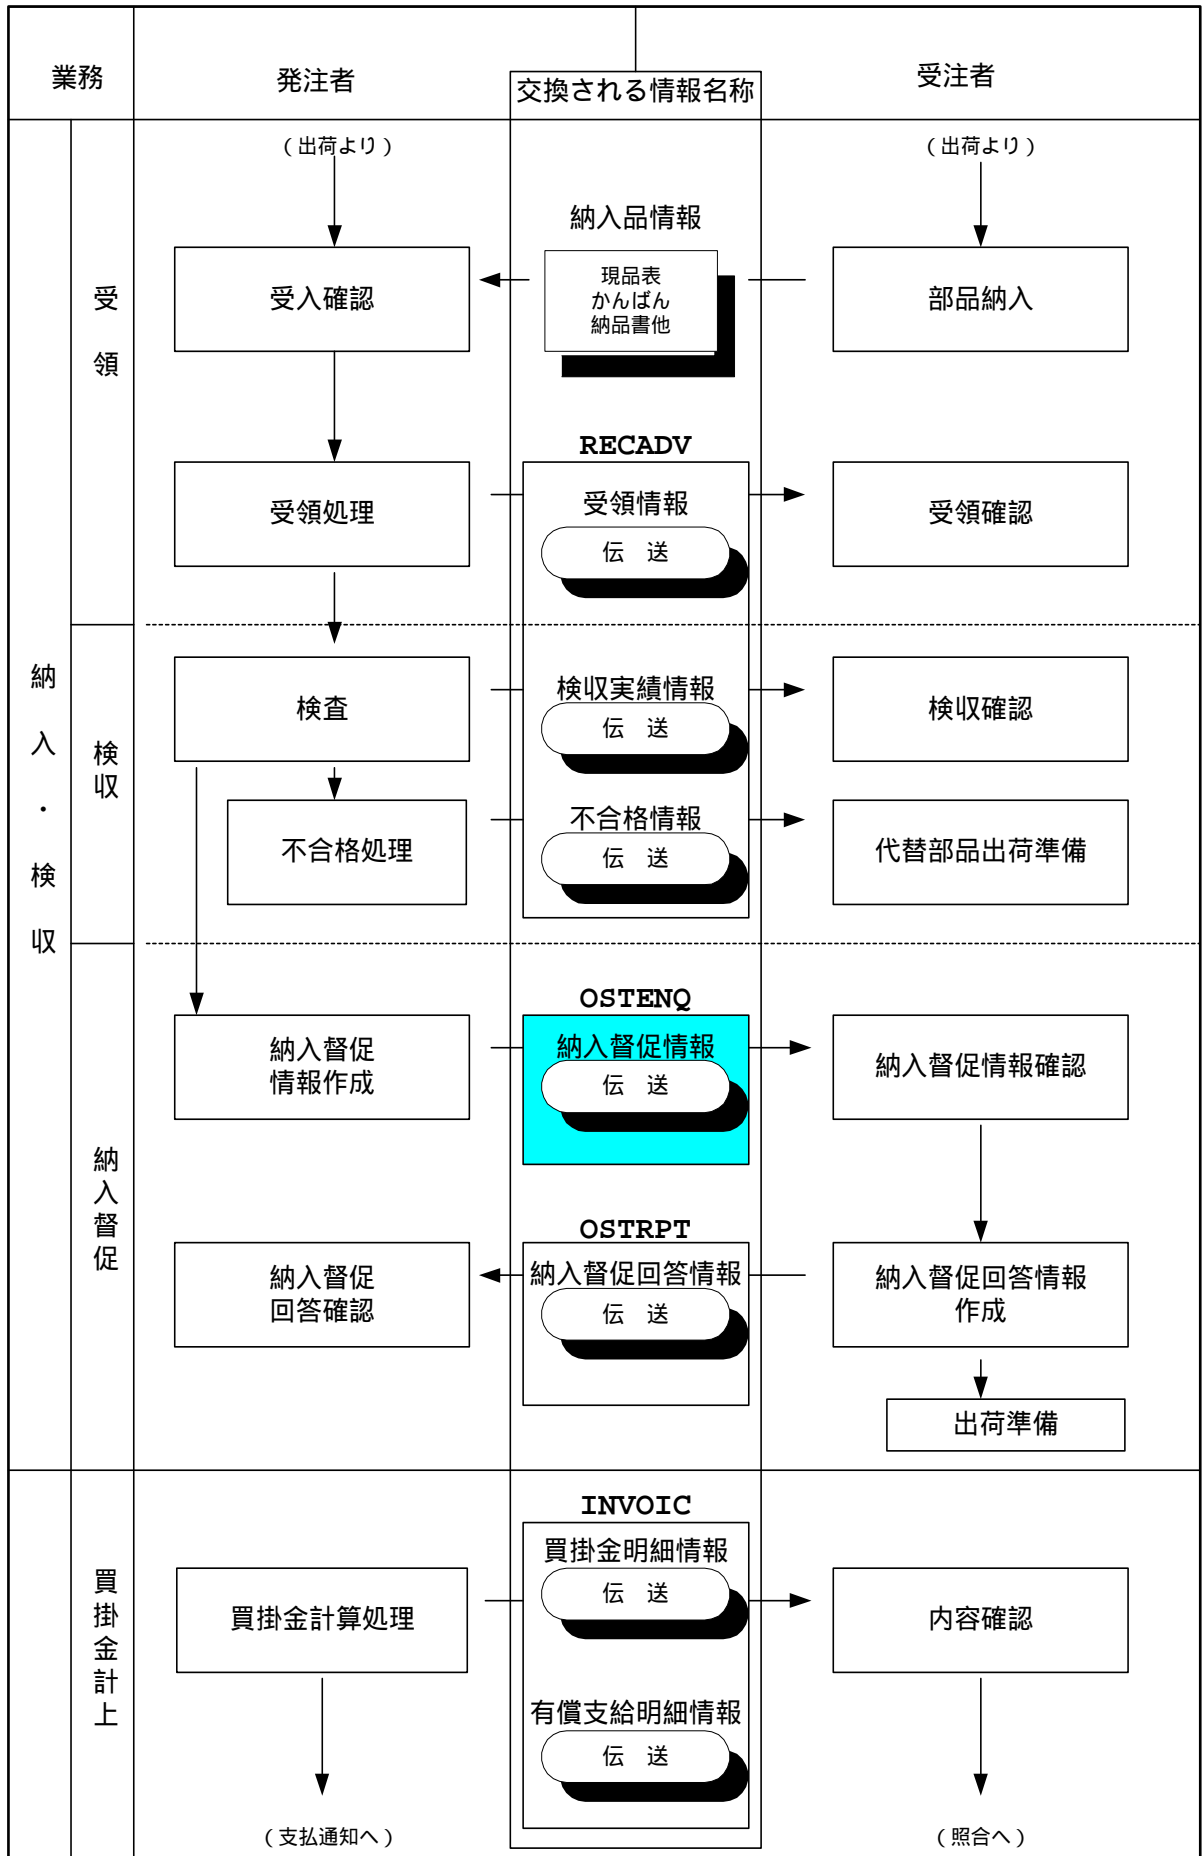 業務
発注者
交換される情報名称
受注者
（出荷より）
（出荷より）
納入・検収
受領
納入品情報
受入確認
現品表
かんばん
納品書他
部品納入
RECADV
受領処理
受領情報
伝 送
受領確認
検収
検査
検収実績情報
伝 送
検収確認
不合格処理
不合格情報
伝 送
代替部品出荷準備
納入督促
OSTENQ
納入督促
情報作成
納入督促情報
伝 送
納入督促情報確認
OSTRPT
納入督促
回答確認
納入督促回答情報
伝 送
納入督促回答情報
作成
出荷準備
買掛金計上
INVOIC
買掛金計算処理
買掛金明細情報
伝 送
内容確認
有償支給明細情報
伝 送
（支払通知へ）
（照合へ）